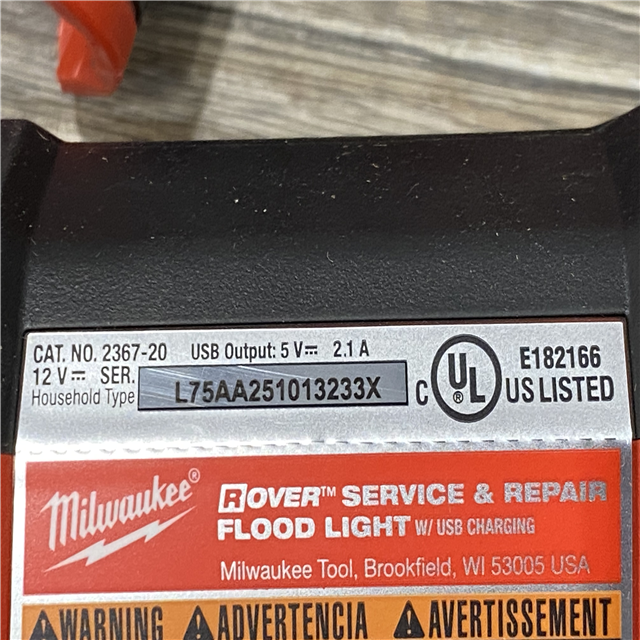 CAT. NO. 2367-20 USB Output: 5 V⎓ 2.1 A
12 V⎓ SER.
Household Type
L75AA251013233X
C UL® US LISTED
E182166
Milwaukee®
ROVER™ SERVICE & REPAIR
FLOOD LIGHT W/ USB CHARGING
Milwaukee Tool, Brookfield, WI 53005 USA
WARNING ADVERTENCIA AVERTISSEMENT